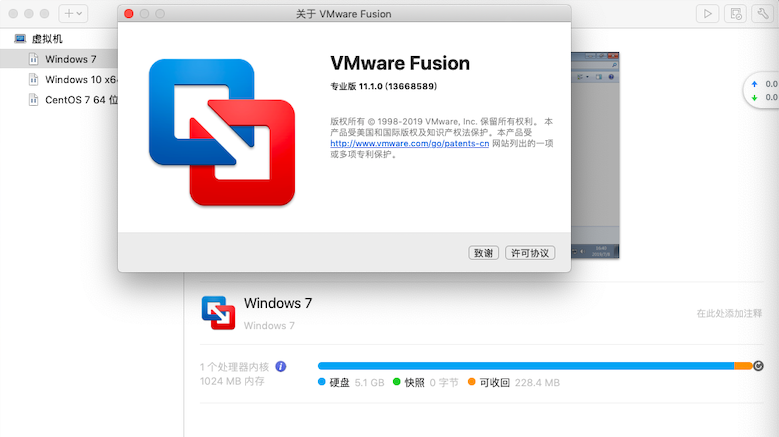 关于 VMware Fusion
虚拟机
Windows 7
Windows 10 x6
CentOS 7 64 位
VMware Fusion
专业版 11.1.0 (13668589)
版权所有 © 1998-2019 VMware, Inc. 保留所有权利。 本
产品受美国和国际版权及知识产权法保护。本产品受
http://www.vmware.com/go/patents-cn 网站列出的一项
或多项专利保护。
致谢
许可协议
0.0
0.0
Windows 7
Windows 7
在此处添加注释
1 个处理器内核
1024 MB 内存
硬盘 5.1 GB 快照 0 字节 可收回 228.4 MB